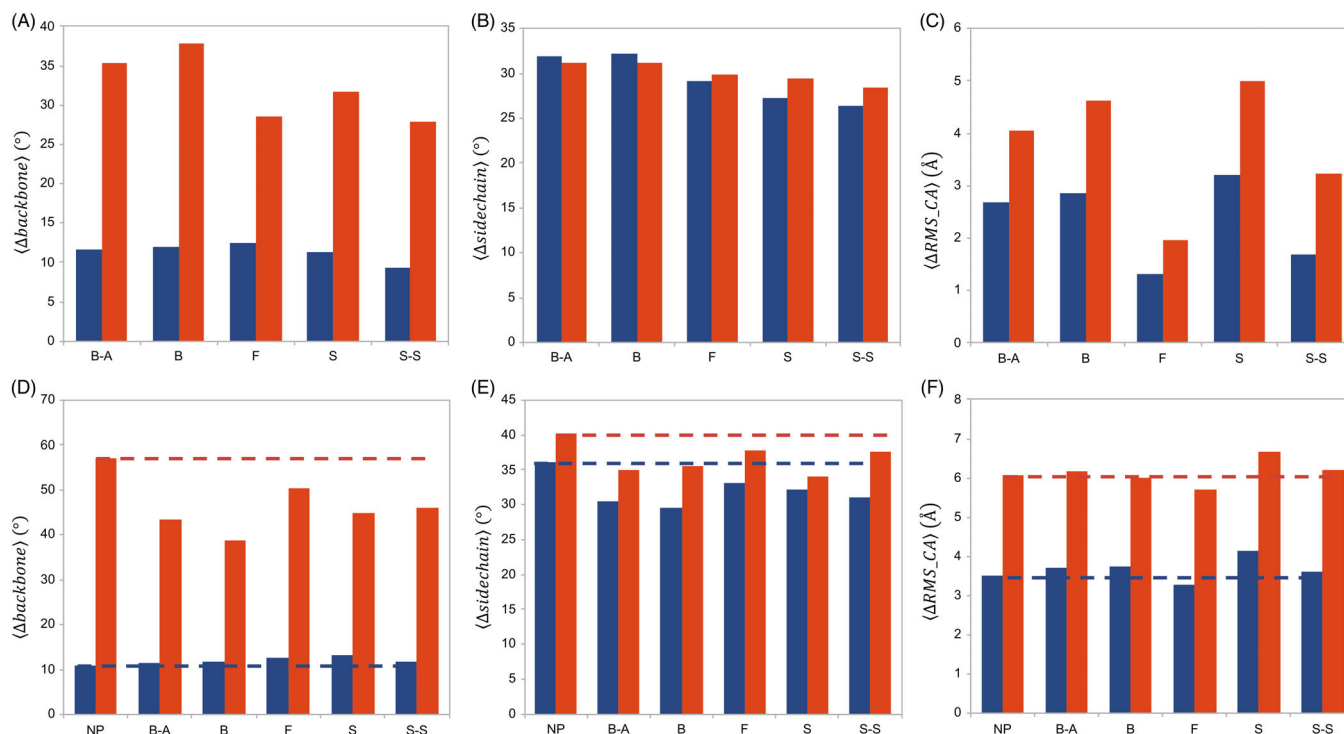 (A)
⟨Δbackbone⟩ (°)
40
35
30
25
20
15
10
5
0
B-A B F S S-S
(B)
⟨Δsidechain⟩ (°)
35
30
25
20
15
10
5
0
B-A B F S S-S
(C)
⟨ΔRMS_CA⟩ (Å)
6
5
4
3
2
1
0
B-A B F S S-S
(D)
⟨Δbackbone⟩ (°)
70
60
50
40
30
20
10
0
NP B-A B F S S-S
(E)
⟨Δsidechain⟩ (°)
45
40
35
30
25
20
15
10
5
0
NP B-A B F S S-S
(F)
⟨ΔRMS_CA⟩ (Å)
8
7
6
5
4
3
2
1
0
NP B-A B F S S-S